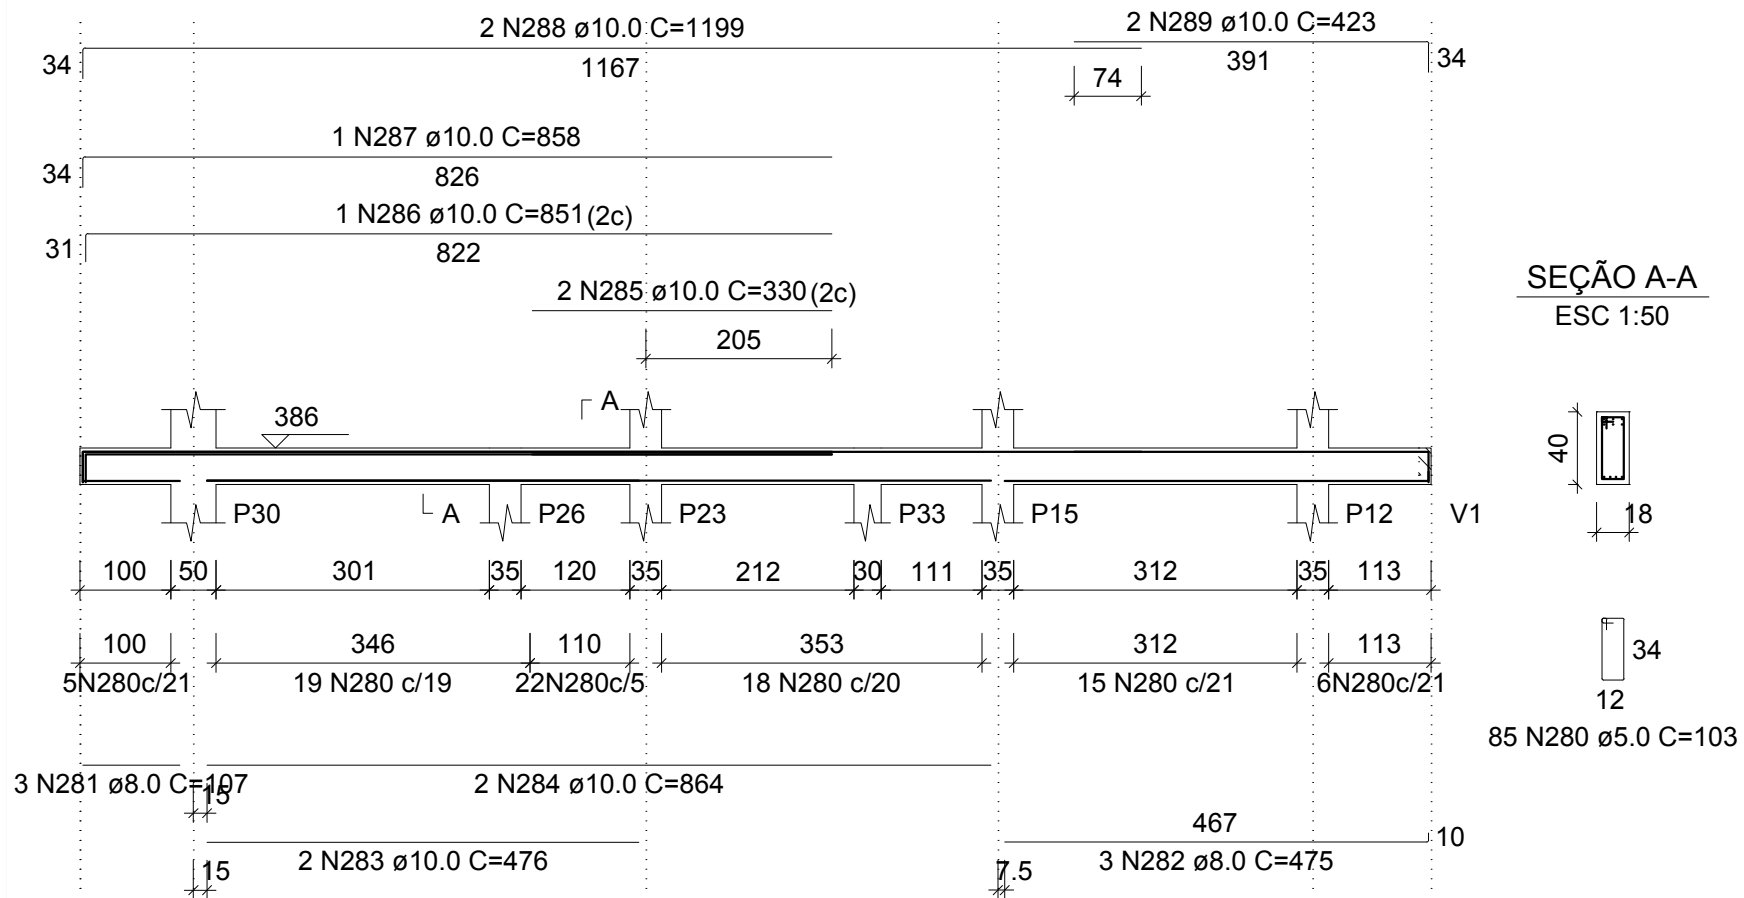 2 N288 ø10.0 C=1199
2 N289 ø10.0 C=423
34
1167
391
34
74
1 N287 ø10.0 C=858
34
826
1 N286 ø10.0 C=851(2c)
31
822
2 N285 ø10.0 C=330(2c)
205
SEÇÃO A-A
ESC 1:50
386
A
40
18
P30
A
P26
P23
P33
P15
P12
V1
100 50 301 35 120 35 212 30 111 35 312 35 113
100 346 110 353 312 113
5N280c/21 19 N280 c/19 22N280c/5 18 N280 c/20 15 N280 c/21 6N280c/21
34
12
85 N280 ø5.0 C=103
3 N281 ø8.0 C=107
15
2 N284 ø10.0 C=864
467
10
2 N283 ø10.0 C=476
15
7.5
3 N282 ø8.0 C=475